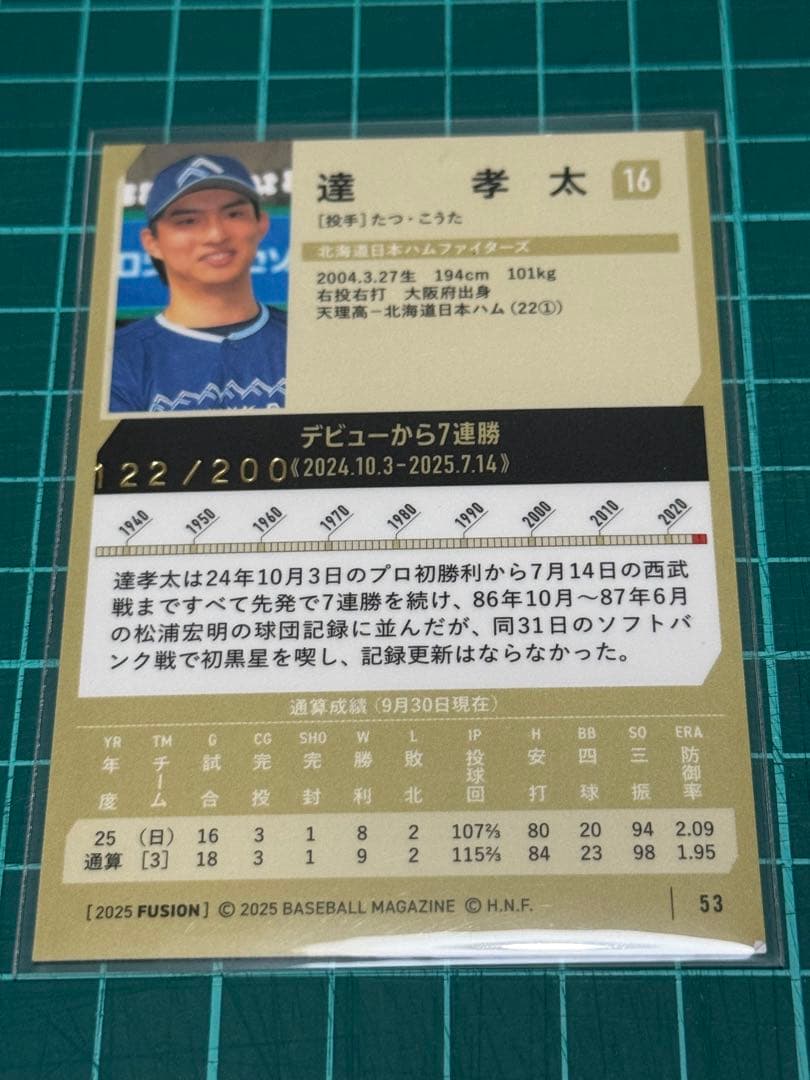 達 孝 太 16
[投手]たつ・こうた
北海道日本ハムファイターズ
2004.3.27生 194cm 101kg
右投右打 大阪府出身
天理高－北海道日本ハム(22①)
デビューから7連勝
122/200
《2024.10.3-2025.7.14》
1940 1950 1960 1970 1980 1990 2000 2010 2020
達孝太は24年10月3日のプロ初勝利から7月14日の西武
戦まですべて先発で7連勝を続け、86年10月～87年6月
の松浦宏明の球団記録に並んだが、同31日のソフトバ
ンク戦で初黒星を喫し、記録更新はならなかった。
通算成績(9月30日現在)
YR TM G CG SHO W L IP H BB SO ERA
年度 チーム 試合 完投 完封 勝利 敗北 投球回 安打 四球 三振 防御率
25 (日) 16 3 1 8 2 107⅔ 80 20 94 2.09
通算 [3] 18 3 1 9 2 115⅔ 84 23 98 1.95
[2025 FUSION] © 2025 BASEBALL MAGAZINE © H.N.F. 53